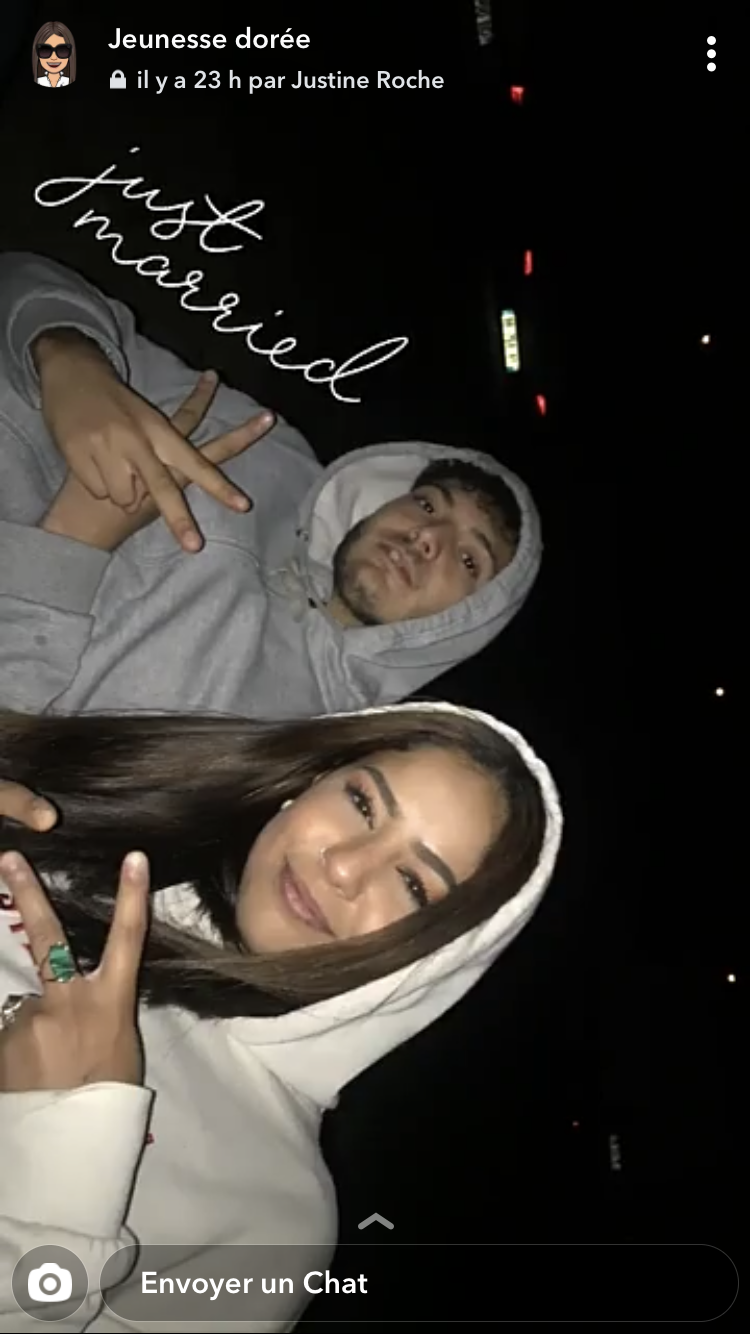 Jeunesse dorée
il y a 23 h par Justine Roche
just
married
Envoyer un Chat